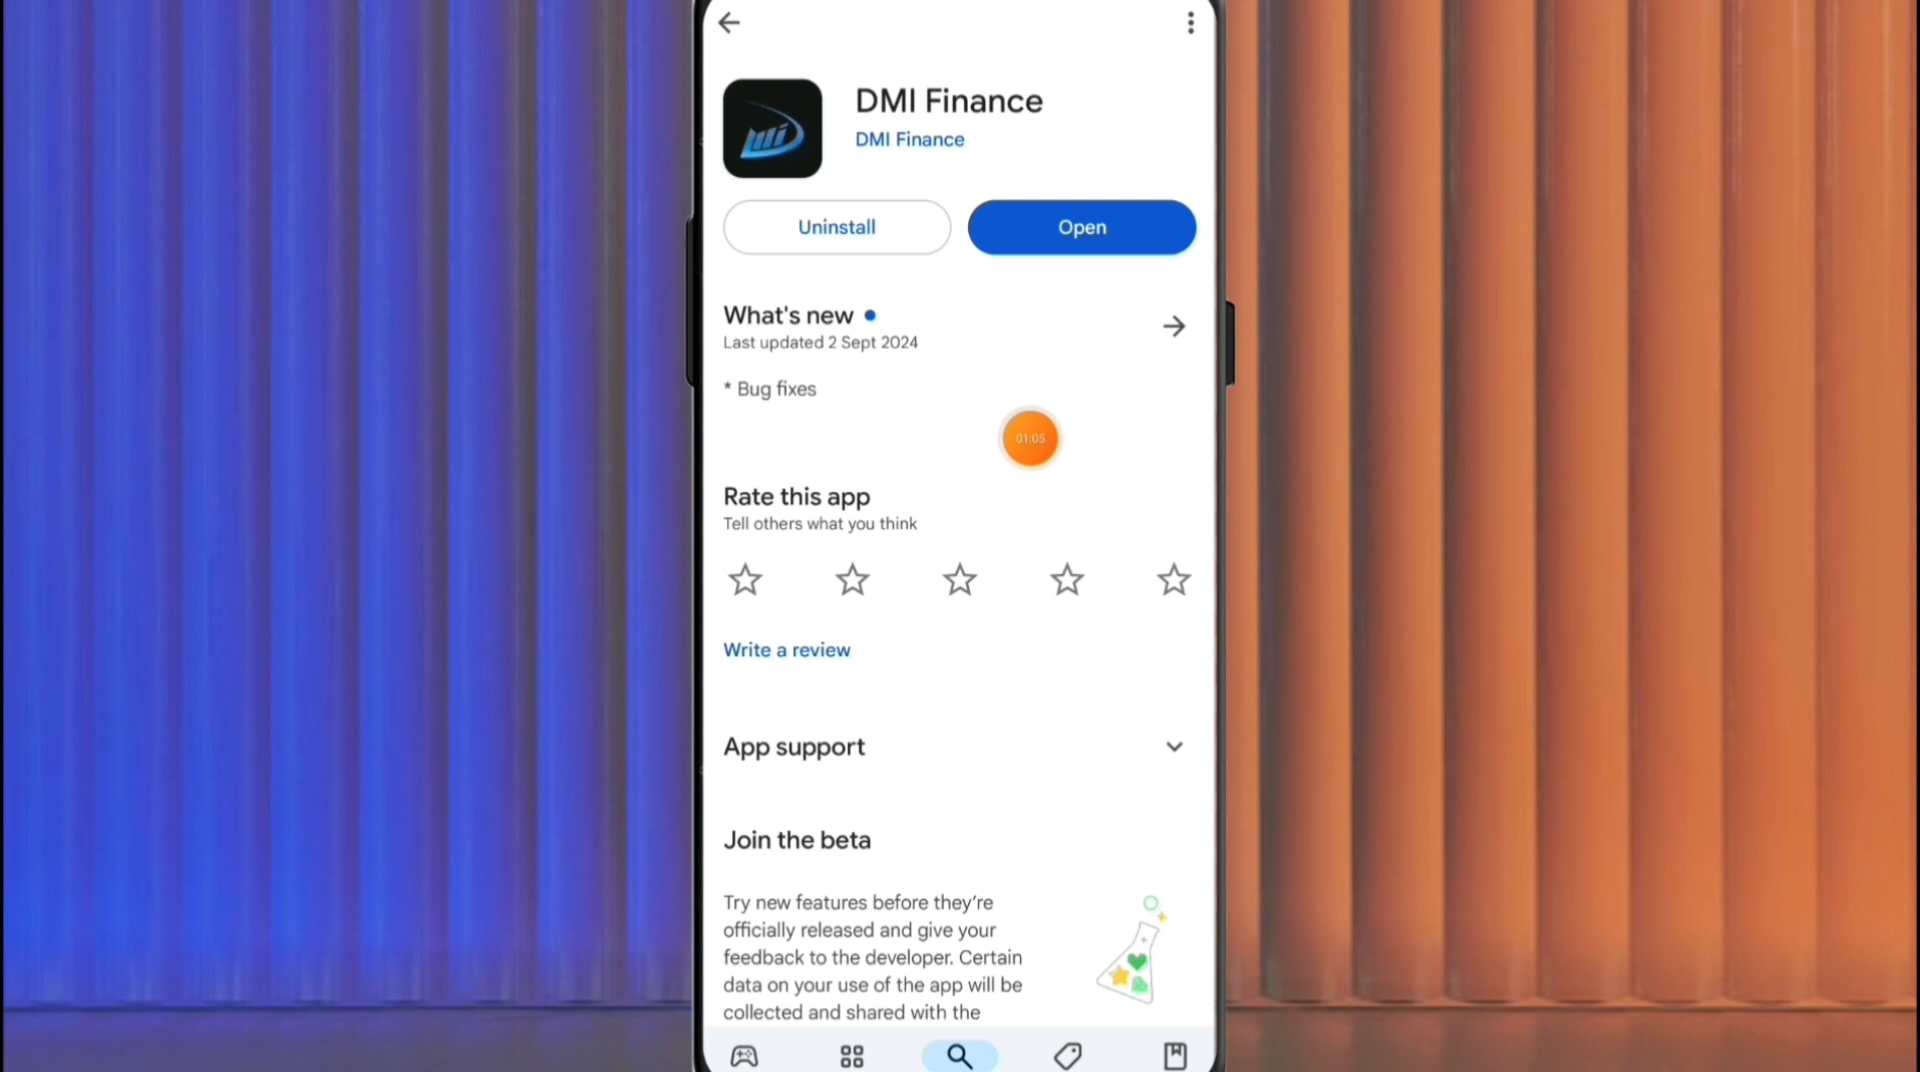 DMI Finance
DMI Finance
Uninstall
Open
What's new
Last updated 2 Sept 2024
* Bug fixes
01:05
Rate this app
Tell others what you think
Write a review
App support
Join the beta
Try new features before they're
officially released and give your
feedback to the developer. Certain
data on your use of the app will be
collected and shared with the